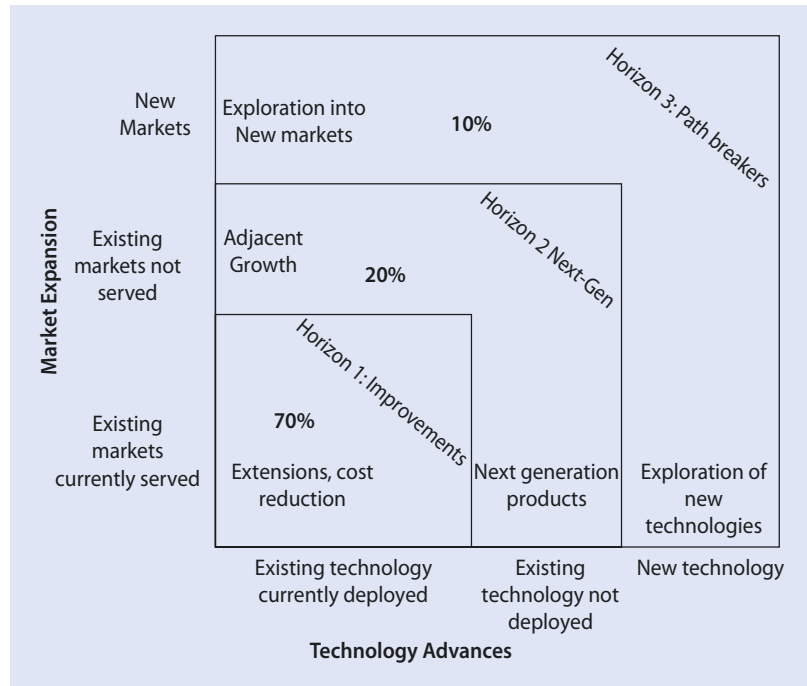 New
Markets
Exploration into
New markets
10%
Horizon 3: Path breakers
Market Expansion
Existing
markets not
served
Adjacent
Growth
20%
Horizon 2 Next-Gen
Existing
markets
currently served
Horizon 1: Improvements
70%
Extensions, cost
reduction
Next generation
products
Exploration of
new
technologies
Existing technology
currently deployed
Existing
technology not
deployed
New technology
Technology Advances